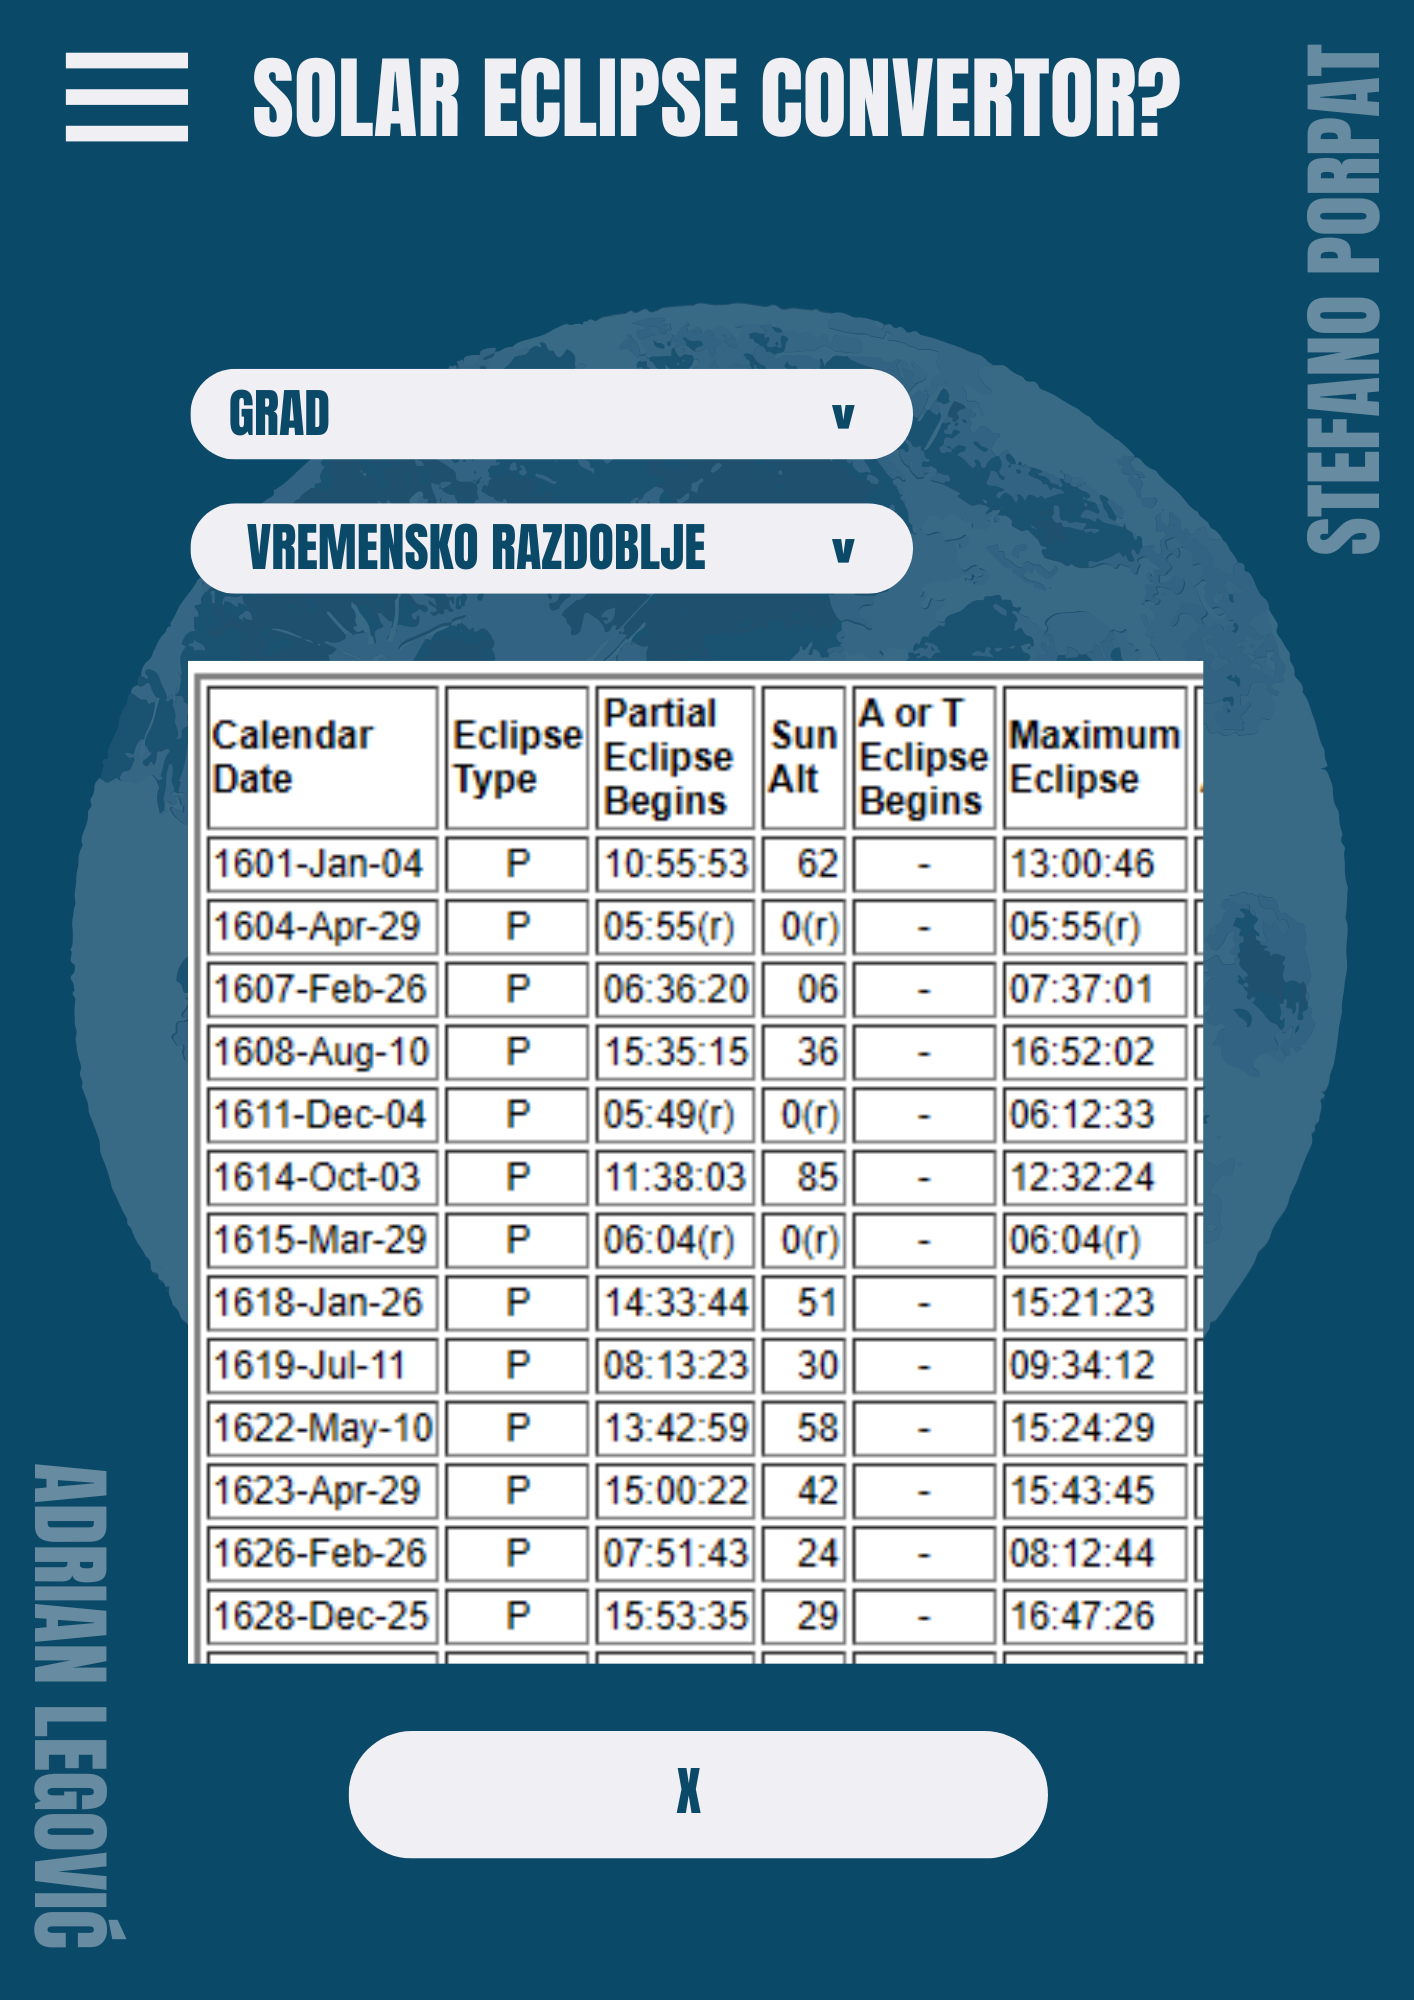 SOLAR ECLIPSE CONVERTOR?
STEFANO PORPAT
GRAD v
VREMENSKO RAZDOBLJE v
Calendar Date Eclipse Type Partial Eclipse Begins Sun Alt A or T Eclipse Begins Maximum Eclipse
1601-Jan-04 P 10:55:53 62 - 13:00:46
1604-Apr-29 P 05:55(r) 0(r) - 05:55(r)
1607-Feb-26 P 06:36:20 06 - 07:37:01
1608-Aug-10 P 15:35:15 36 - 16:52:02
1611-Dec-04 P 05:49(r) 0(r) - 06:12:33
1614-Oct-03 P 11:38:03 85 - 12:32:24
1615-Mar-29 P 06:04(r) 0(r) - 06:04(r)
1618-Jan-26 P 14:33:44 51 - 15:21:23
1619-Jul-11 P 08:13:23 30 - 09:34:12
1622-May-10 P 13:42:59 58 - 15:24:29
1623-Apr-29 P 15:00:22 42 - 15:43:45
1626-Feb-26 P 07:51:43 24 - 08:12:44
1628-Dec-25 P 15:53:35 29 - 16:47:26
ADRIAN LEGOVIĆ
X